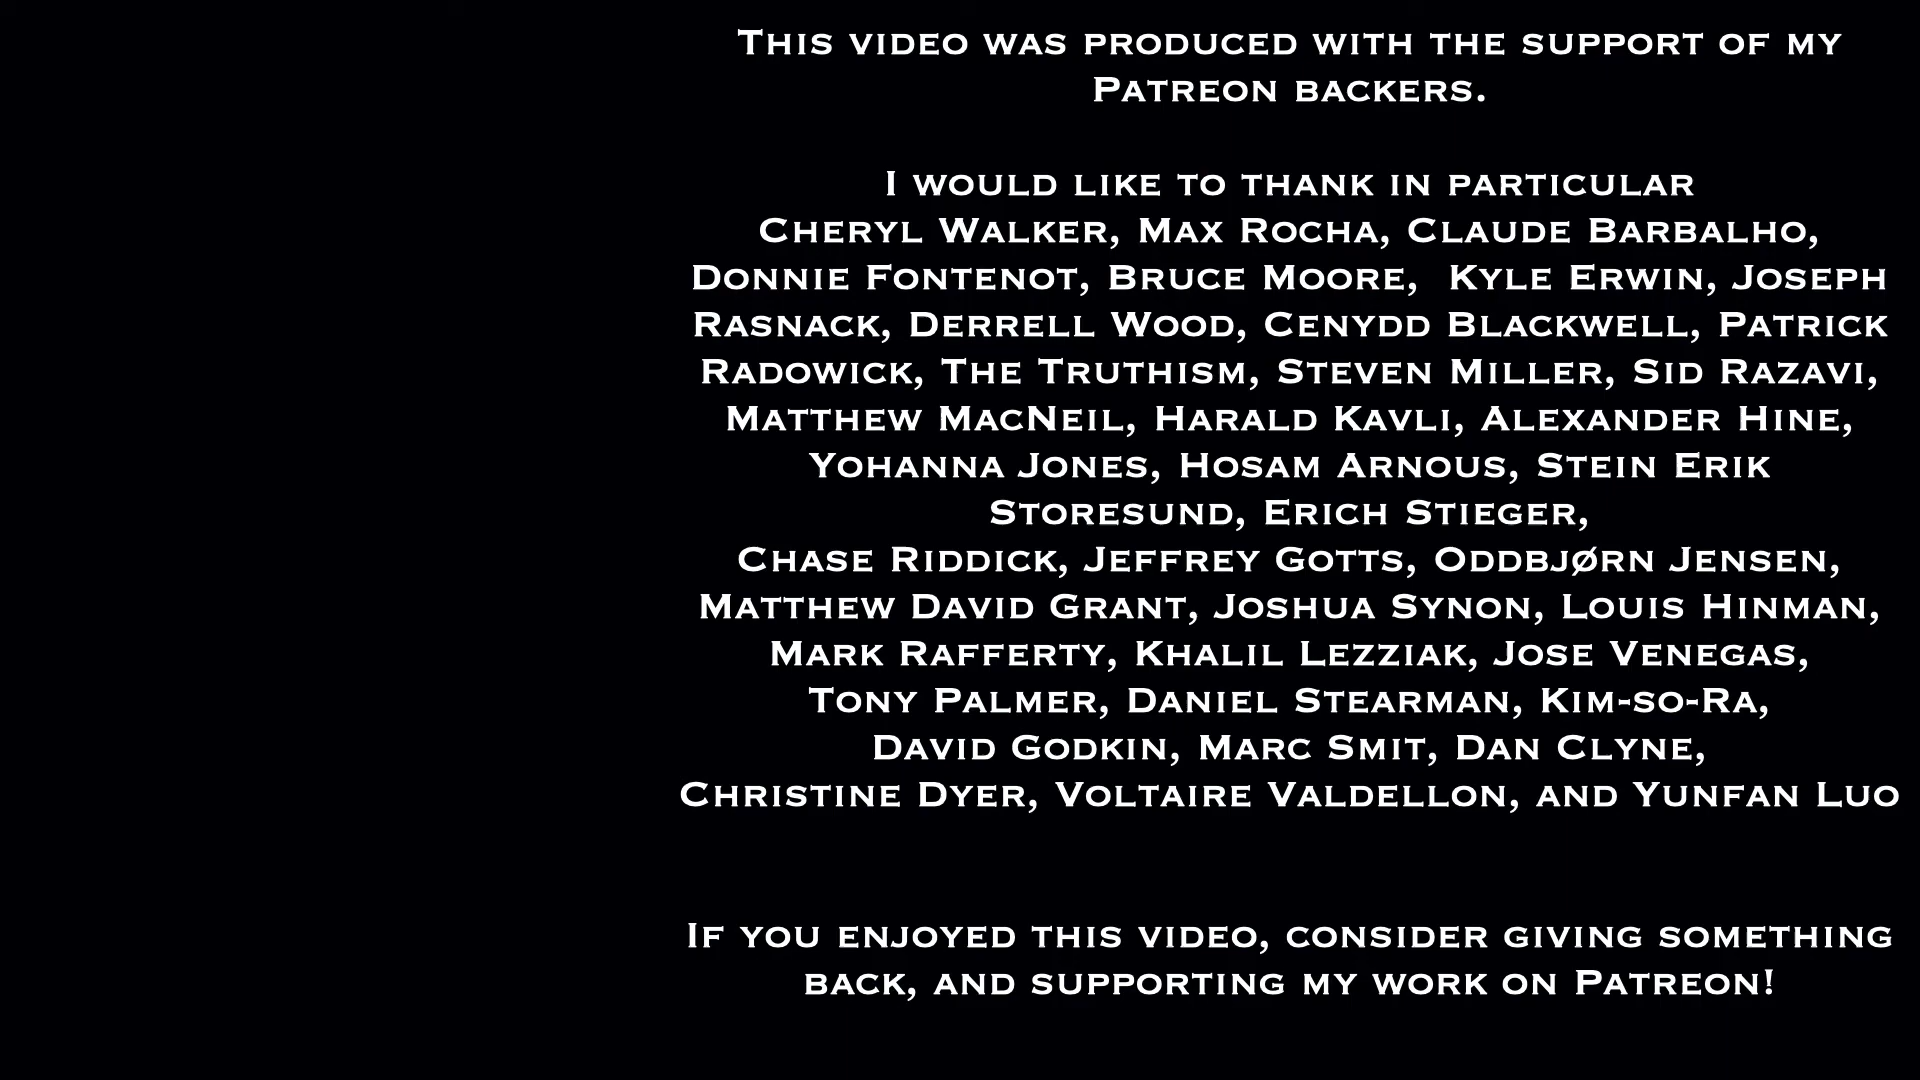 This video was produced with the support of my
Patreon backers.
I would like to thank in particular
Cheryl Walker, Max Rocha, Claude Barbalho,
Donnie Fontenot, Bruce Moore,  Kyle Erwin, Joseph
Rasnack, Derrell Wood, Cenydd Blackwell, Patrick
Radowick, The Truthism, Steven Miller, Sid Razavi,
Matthew MacNeil, Harald Kavli, Alexander Hine,
Yohanna Jones, Hosam Arnous, Stein Erik
Storesund, Erich Stieger,
Chase Riddick, Jeffrey Gotts, Oddbjørn Jensen,
Matthew David Grant, Joshua Synon, Louis Hinman,
Mark Rafferty, Khalil Lezziak, Jose Venegas,
Tony Palmer, Daniel Stearman, Kim-so-Ra,
David Godkin, Marc Smit, Dan Clyne,
Christine Dyer, Voltaire Valdellon, and Yunfan Luo
If you enjoyed this video, consider giving something
back, and supporting my work on Patreon!